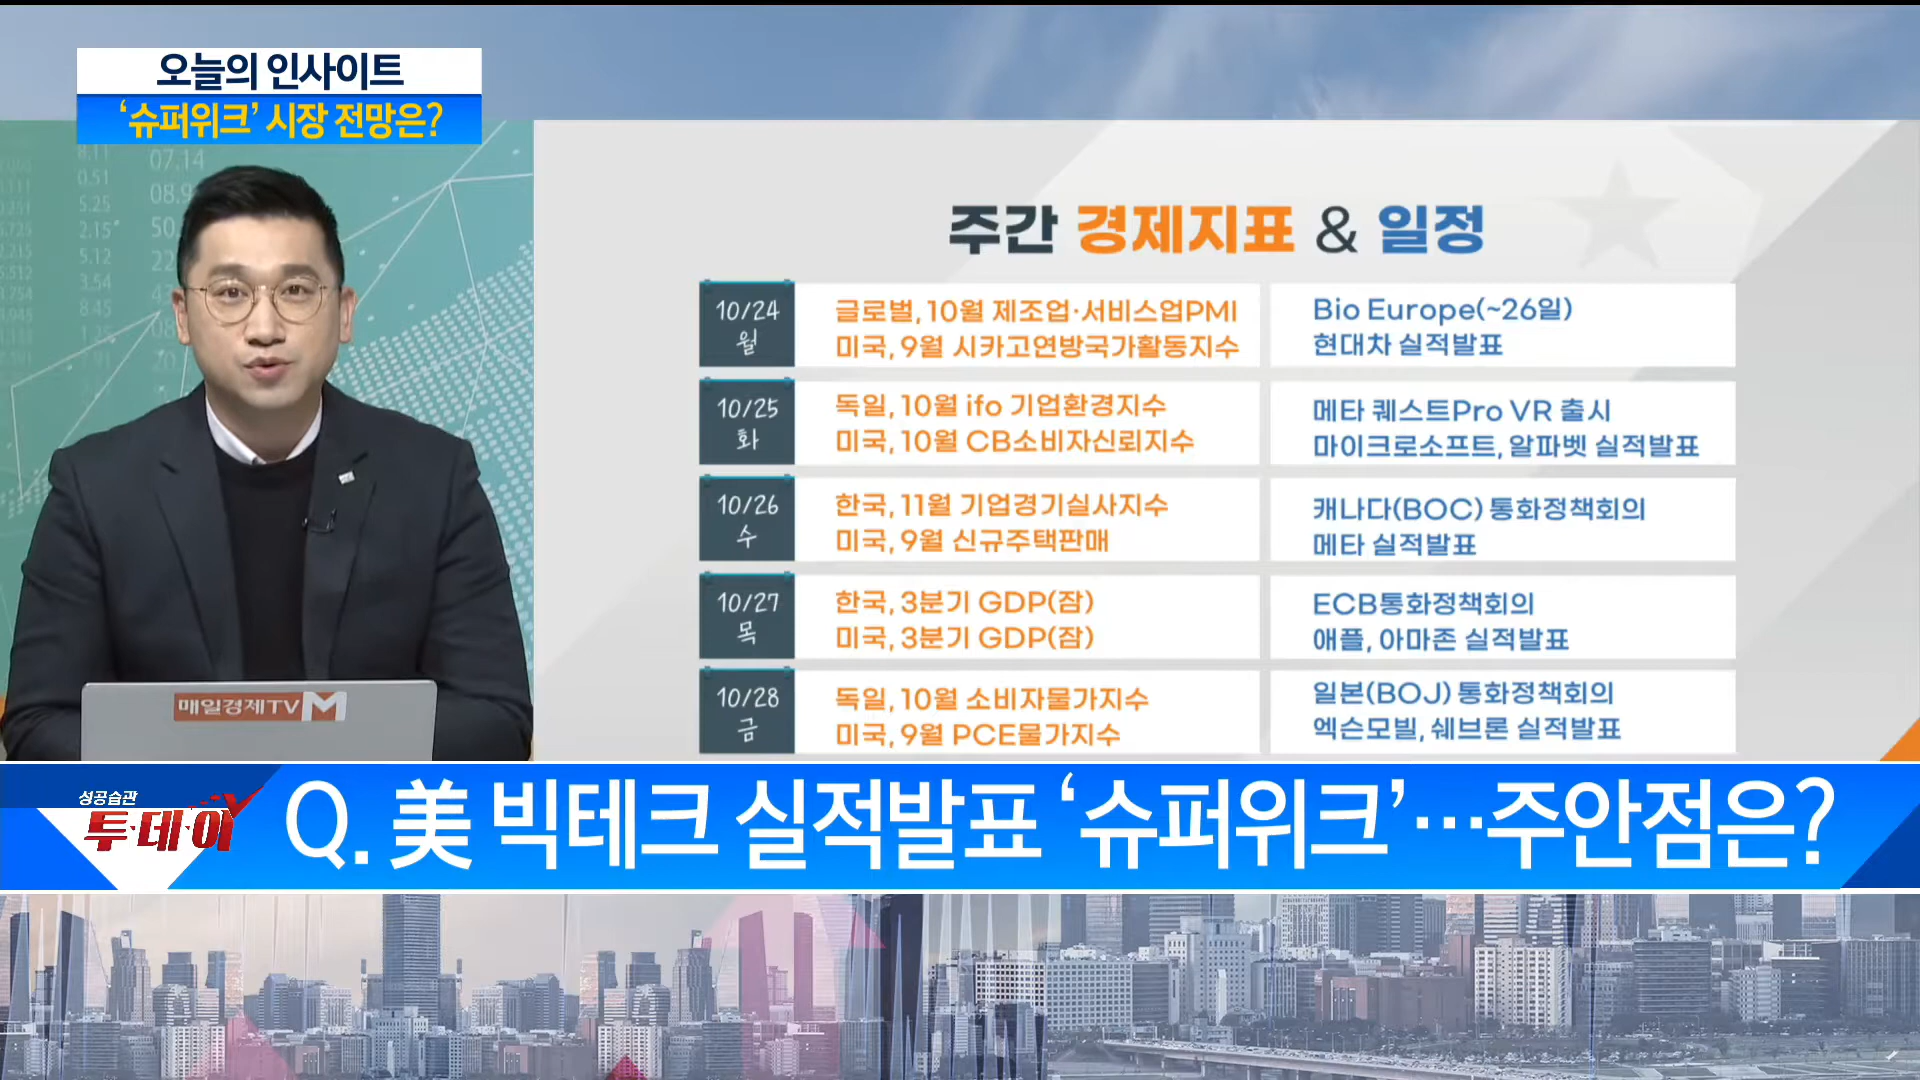 오늘의 인사이트
‘슈퍼위크’ 시장 전망은?
주간 경제지표 & 일정
10/24
월
글로벌, 10월 제조업·서비스업PMI
미국, 9월 시카고연방국가활동지수
Bio Europe(~26일)
현대차 실적발표
10/25
화
독일, 10월 ifo 기업환경지수
미국, 10월 CB소비자신뢰지수
메타 퀘스트Pro VR 출시
마이크로소프트, 알파벳 실적발표
10/26
수
한국, 11월 기업경기실사지수
미국, 9월 신규주택판매
캐나다(BOC) 통화정책회의
메타 실적발표
10/27
목
한국, 3분기 GDP(잠)
미국, 3분기 GDP(잠)
ECB통화정책회의
애플, 아마존 실적발표
10/28
금
독일, 10월 소비자물가지수
미국, 9월 PCE물가지수
일본(BOJ) 통화정책회의
엑슨모빌, 쉐브론 실적발표
매일경제TV M
성공습관
투·데·이
Q. 美 빅테크 실적발표 ‘슈퍼위크’…주안점은?
07.14
0.51
5.25
2.15
5.12
3.54
8.45